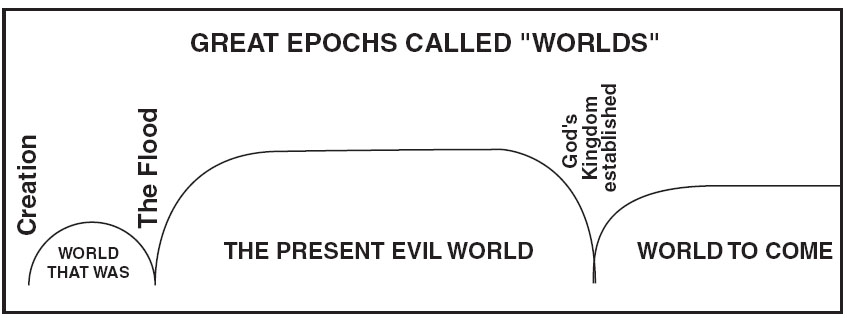 GREAT EPOCHS CALLED "WORLDS"
Creation
The Flood
God's
Kingdom
established
WORLD
THAT WAS
THE PRESENT EVIL WORLD
WORLD TO COME